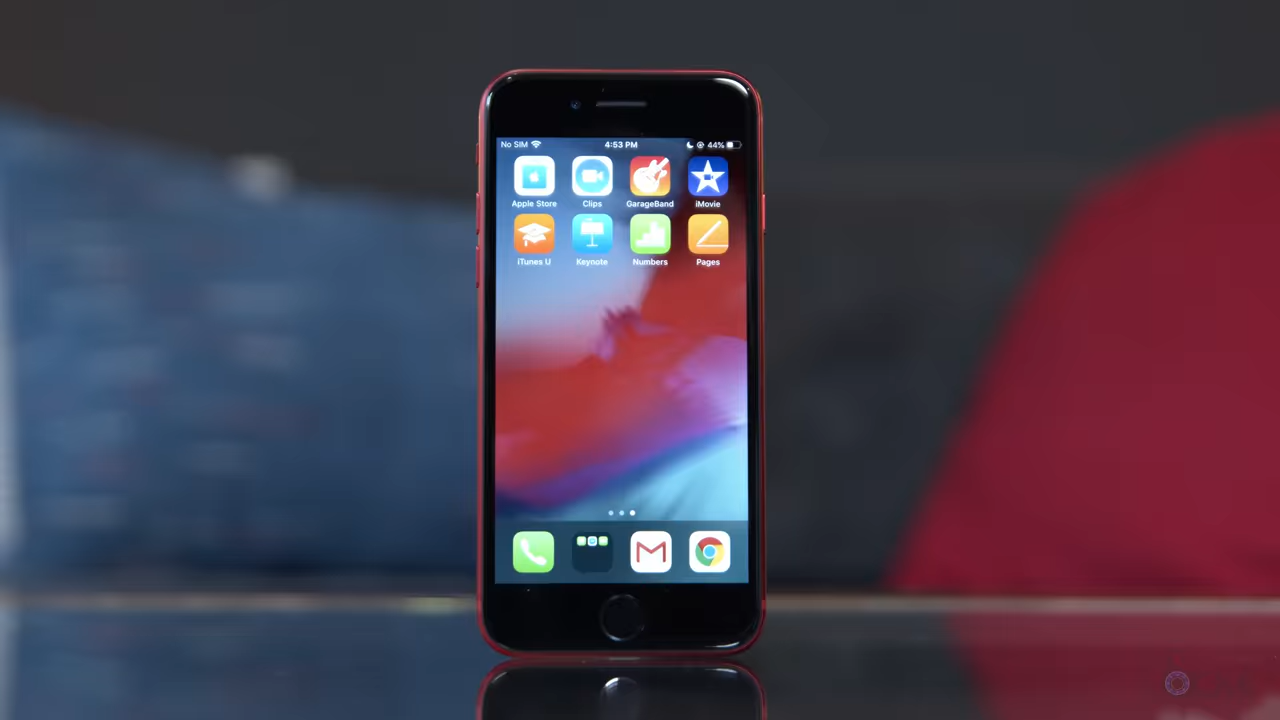 No SIM 4:53 PM 44%
Apple Store Clips GarageBand iMovie
iTunes U Keynote Numbers Pages